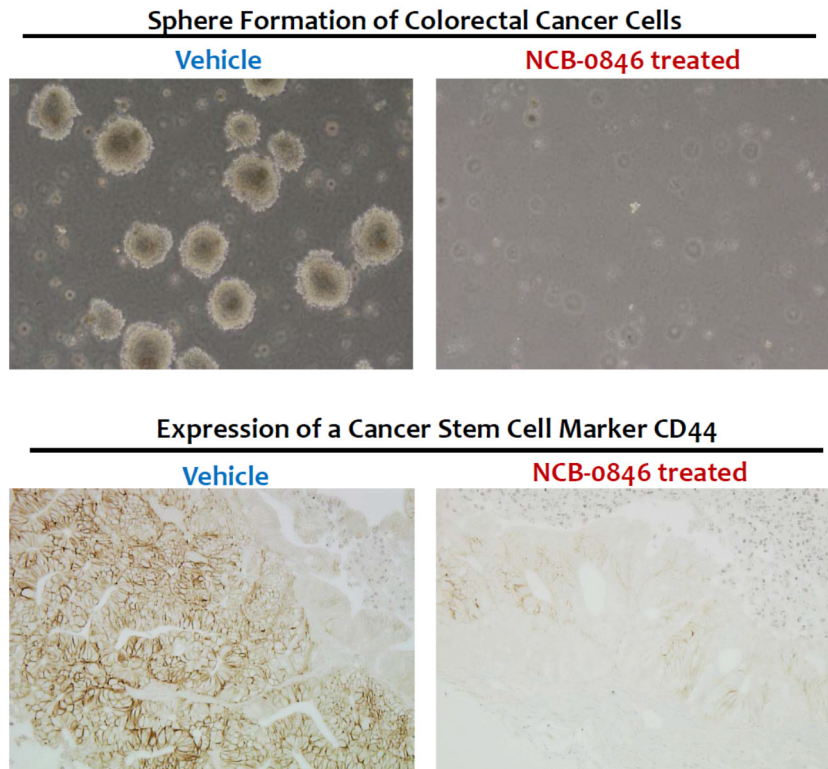 Sphere Formation of Colorectal Cancer Cells
Vehicle
NCB-0846 treated
Expression of a Cancer Stem Cell Marker CD44
Vehicle
NCB-0846 treated